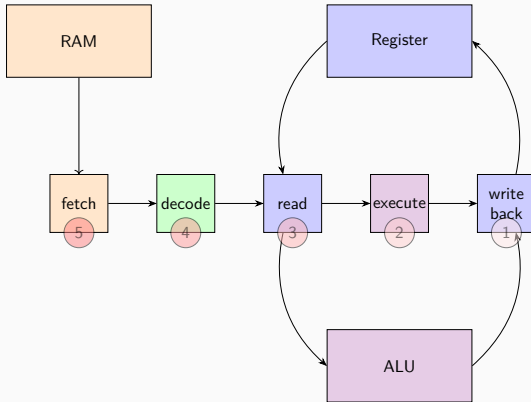 RAM
Register
fetch
decode
read
execute
write
back
5
4
3
2
1
ALU